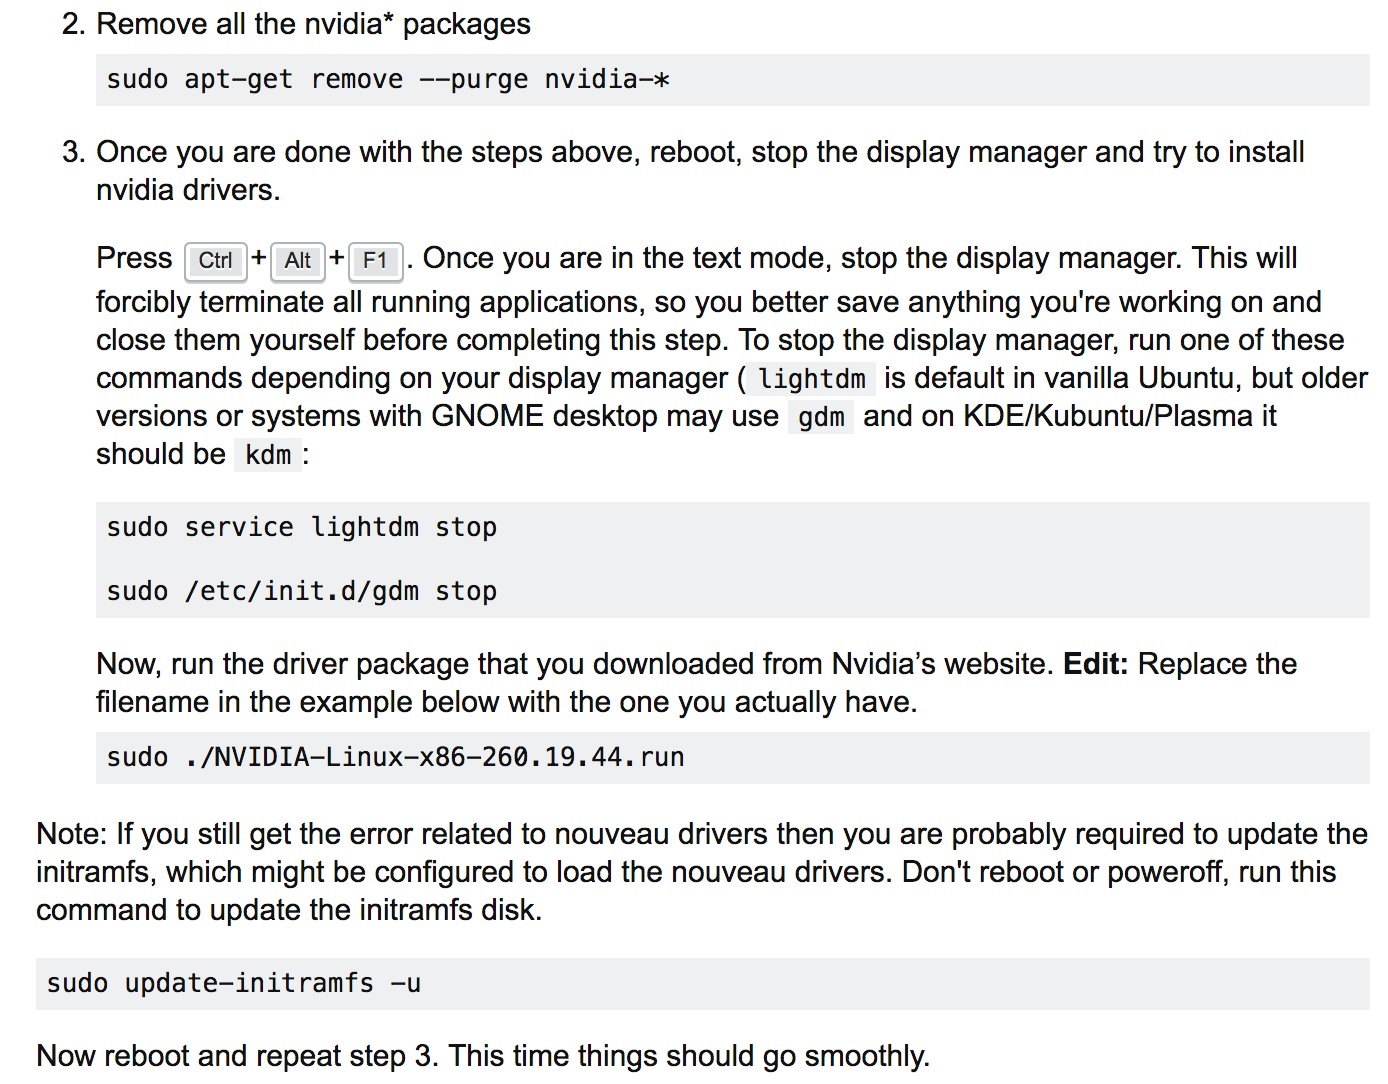 2. Remove all the nvidia* packages
sudo apt-get remove --purge nvidia-*
3. Once you are done with the steps above, reboot, stop the display manager and try to install
nvidia drivers.
Press Ctrl + Alt + F1 . Once you are in the text mode, stop the display manager. This will
forcibly terminate all running applications, so you better save anything you're working on and
close them yourself before completing this step. To stop the display manager, run one of these
commands depending on your display manager ( lightdm is default in vanilla Ubuntu, but older
versions or systems with GNOME desktop may use gdm and on KDE/Kubuntu/Plasma it
should be kdm :
sudo service lightdm stop
sudo /etc/init.d/gdm stop
Now, run the driver package that you downloaded from Nvidia’s website. Edit: Replace the
filename in the example below with the one you actually have.
sudo ./NVIDIA-Linux-x86-260.19.44.run
Note: If you still get the error related to nouveau drivers then you are probably required to update the
initramfs, which might be configured to load the nouveau drivers. Don't reboot or poweroff, run this
command to update the initramfs disk.
sudo update-initramfs -u
Now reboot and repeat step 3. This time things should go smoothly.